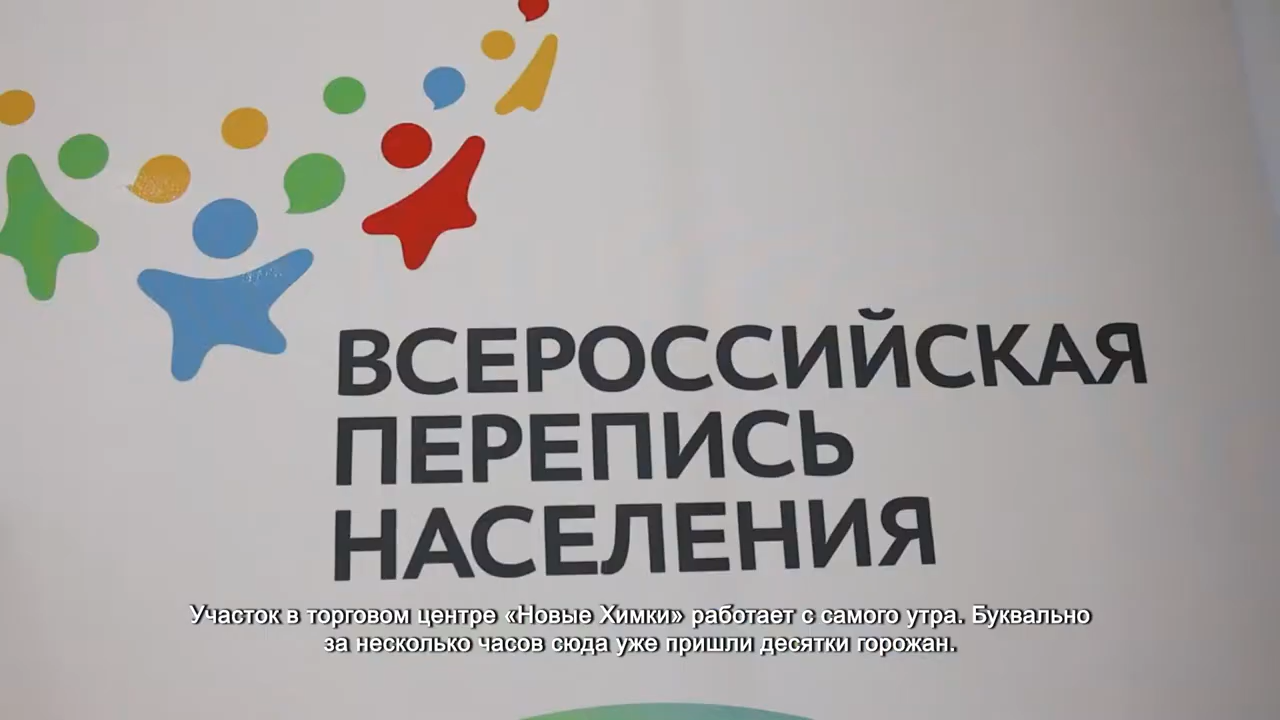 ВСЕРОССИЙСКАЯ
ПЕРЕПИСЬ
НАСЕЛЕНИЯ
Участок в торговом центре «Новые Химки» работает с самого утра. Буквально
за несколько часов сюда уже пришли десятки горожан.